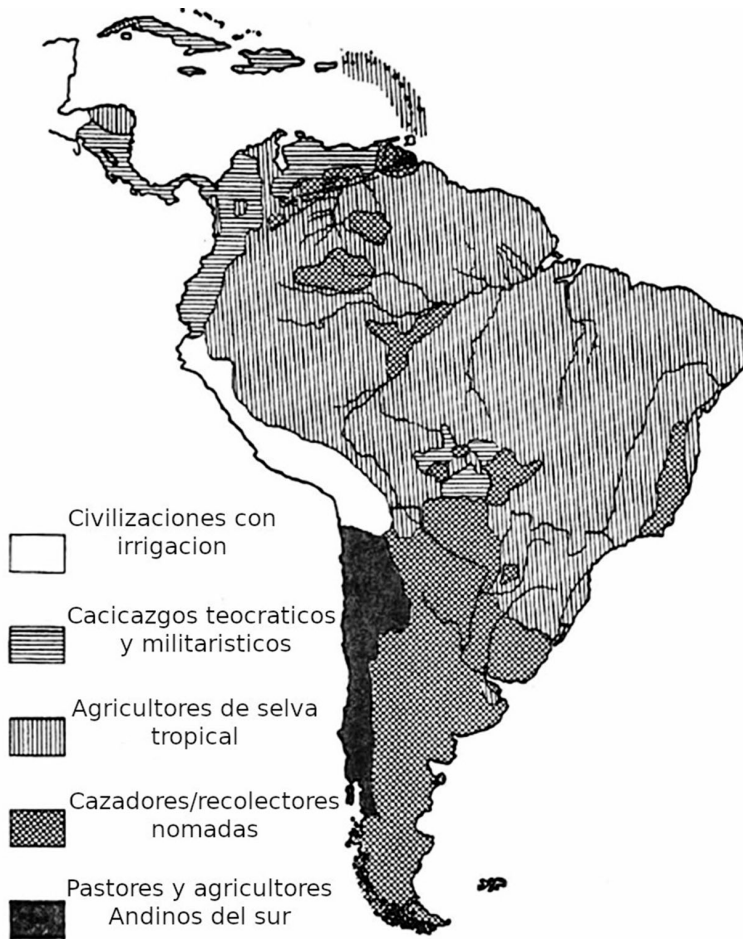 Civilizaciones con
irrigacion
Cacicazgos teocraticos
y militaristicos
Agricultores de selva
tropical
Cazadores/recolectores
nomadas
Pastores y agricultores
Andinos del sur